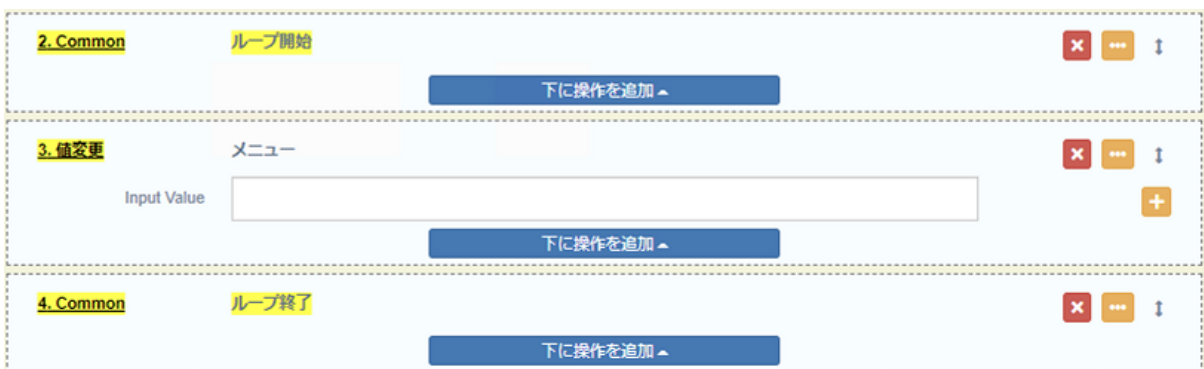 2. Common ループ開始
下に操作を追加
3. 値変更 メニュー
Input Value
下に操作を追加
4. Common ループ終了
下に操作を追加